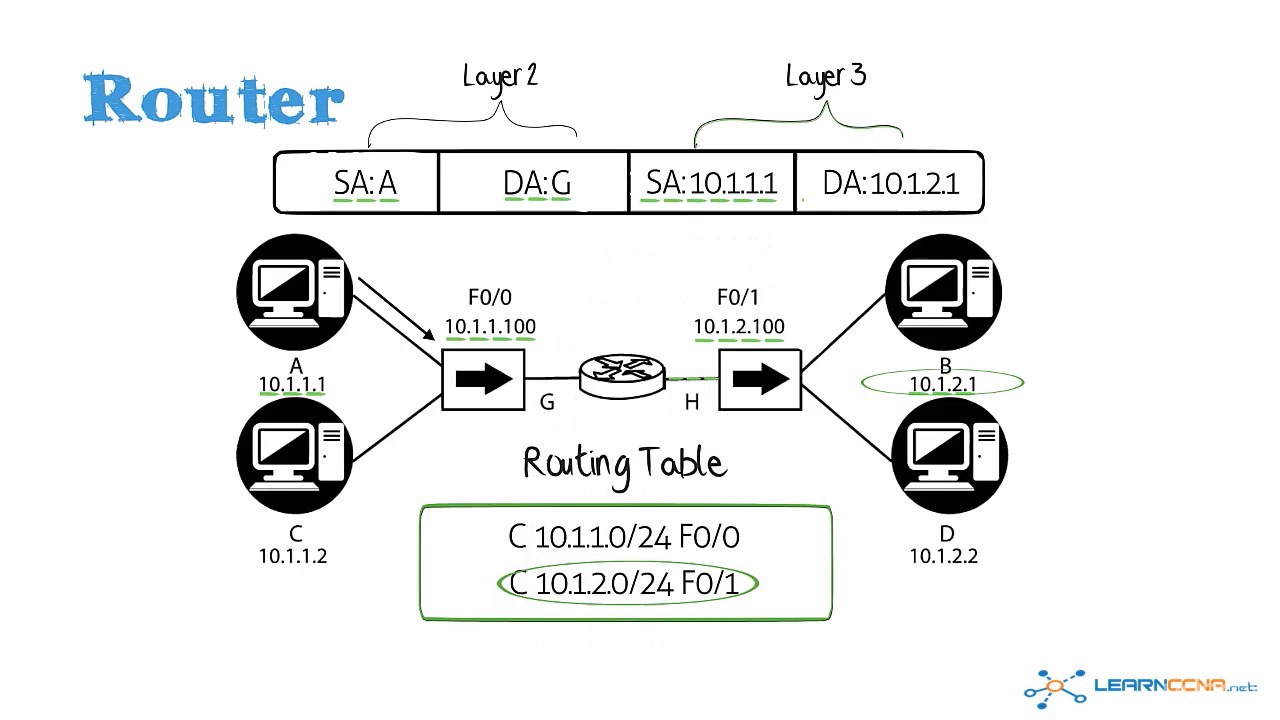 Router
Layer 2
Layer 3
SA:A
DA:G
SA:10.1.1.1
DA:10.1.2.1
F0/0
10.1.1.100
F0/1
10.1.2.100
A
10.1.1.1
B
10.1.2.1
G
H
Routing Table
C
10.1.1.2
D
10.1.2.2
C 10.1.1.0/24 F0/0
C 10.1.2.0/24 F0/1
LEARNCCNA.net